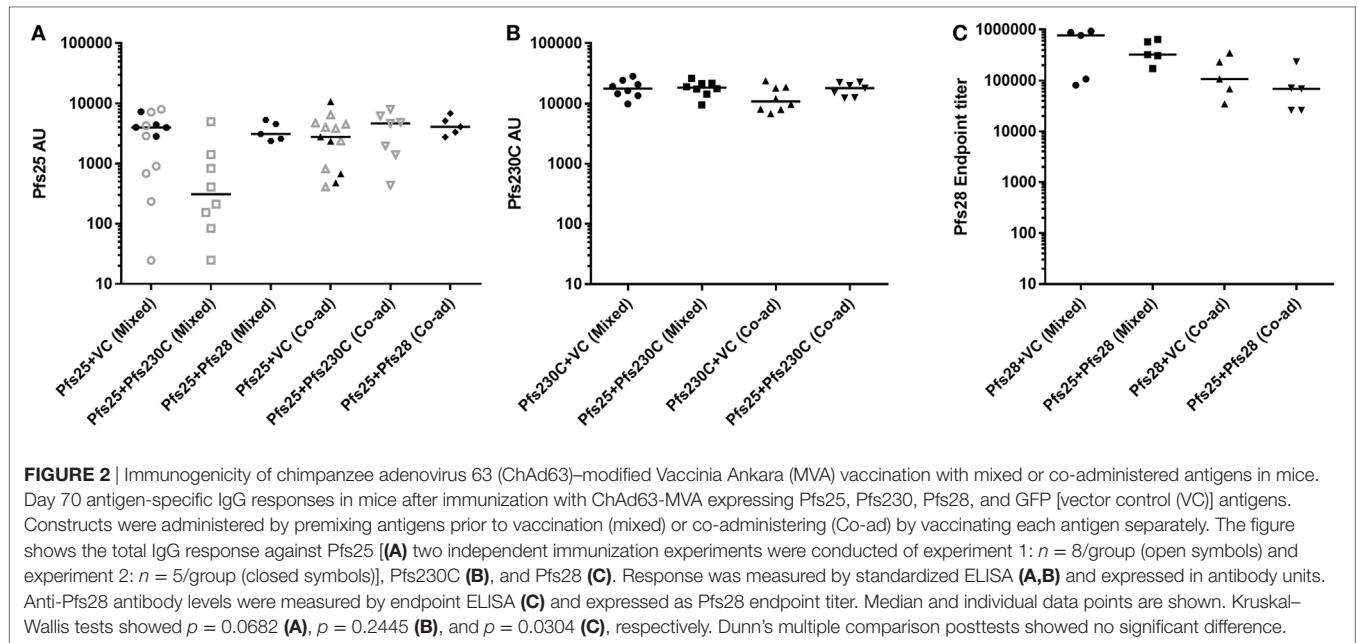 A
100000
10000
1000
100
10
Pfs25 AU
Pfs25+VC (Mixed)
Pfs25+Pfs230C (Mixed)
Pfs25+Pfs28 (Mixed)
Pfs25+VC (Co-ad)
Pfs25+Pfs230C (Co-ad)
Pfs25+Pfs28 (Co-ad)
B
100000
10000
1000
100
10
Pfs230C AU
Pfs230C+VC (Mixed)
Pfs25+Pfs230C (Mixed)
Pfs230C+VC (Co-ad)
Pfs25+Pfs230C (Co-ad)
C
1000000
100000
10000
1000
100
10
Pfs28 Endpoint titer
Pfs28+VC (Mixed)
Pfs25+Pfs28 (Mixed)
Pfs28+VC (Co-ad)
Pfs25+Pfs28 (Co-ad)
FIGURE 2 | Immunogenicity of chimpanzee adenovirus 63 (ChAd63)–modified Vaccinia Ankara (MVA) vaccination with mixed or co-administered antigens in mice.
Day 70 antigen-specific IgG responses in mice after immunization with ChAd63-MVA expressing Pfs25, Pfs230, Pfs28, and GFP [vector control (VC)] antigens.
Constructs were administered by premixing antigens prior to vaccination (mixed) or co-administering (Co-ad) by vaccinating each antigen separately. The figure
shows the total IgG response against Pfs25 [(A) two independent immunization experiments were conducted of experiment 1: n = 8/group (open symbols) and
experiment 2: n = 5/group (closed symbols)], Pfs230C (B), and Pfs28 (C). Response was measured by standardized ELISA (A,B) and expressed in antibody units.
Anti-Pfs28 antibody levels were measured by endpoint ELISA (C) and expressed as Pfs28 endpoint titer. Median and individual data points are shown. Kruskal–
Wallis tests showed p = 0.0682 (A), p = 0.2445 (B), and p = 0.0304 (C), respectively. Dunn's multiple comparison posttests showed no significant difference.